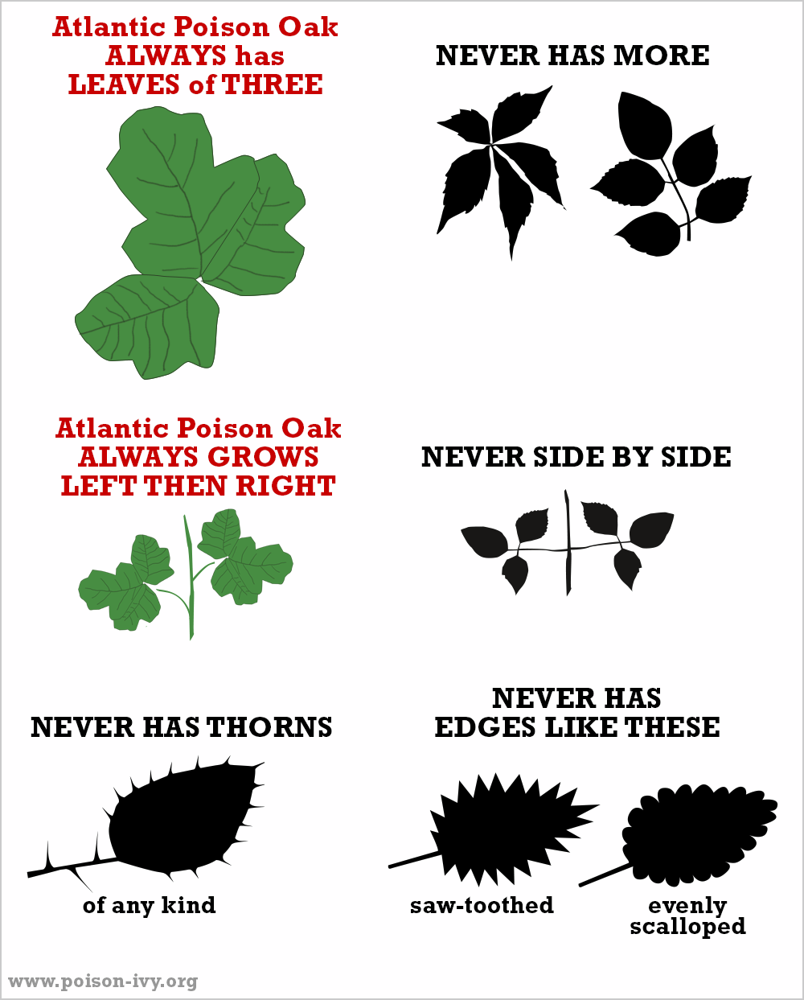 Atlantic Poison Oak
ALWAYS has
LEAVES of THREE
NEVER HAS MORE
Atlantic Poison Oak
ALWAYS GROWS
LEFT THEN RIGHT
NEVER SIDE BY SIDE
NEVER HAS THORNS
of any kind
NEVER HAS
EDGES LIKE THESE
saw-toothed
evenly
scalloped
www.poison-ivy.org